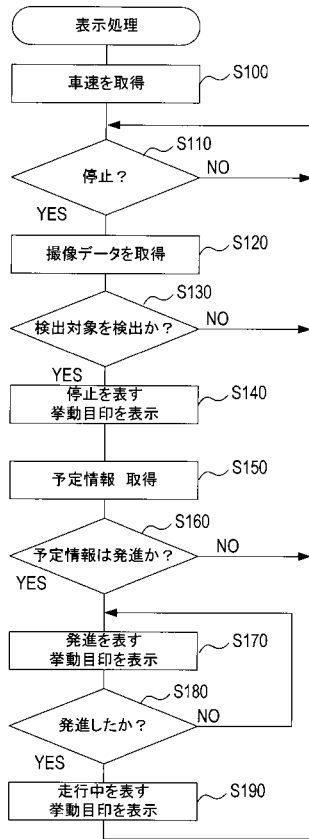 表示処理
車速を取得
S100
停止?
S110
NO
YES
撮像データを取得
S120
検出対象を検出か?
S130
NO
YES
停止を表す
挙動目印を表示
S140
予定情報 取得
S150
予定情報は発進か?
S160
NO
YES
発進を表す
挙動目印を表示
S170
発進したか?
S180
NO
YES
走行中を表す
挙動目印を表示
S190